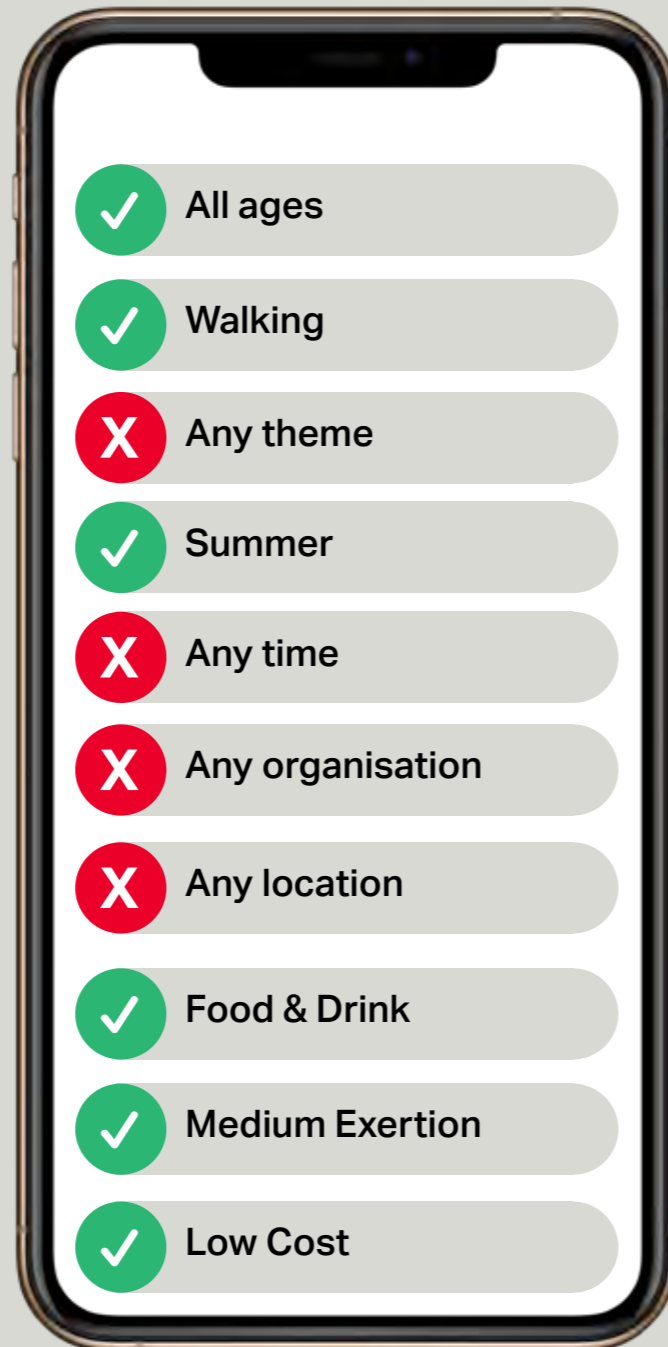 All ages
Walking
X Any theme
Summer
X Any time
X Any organisation
X Any location
Food & Drink
Medium Exertion
Low Cost